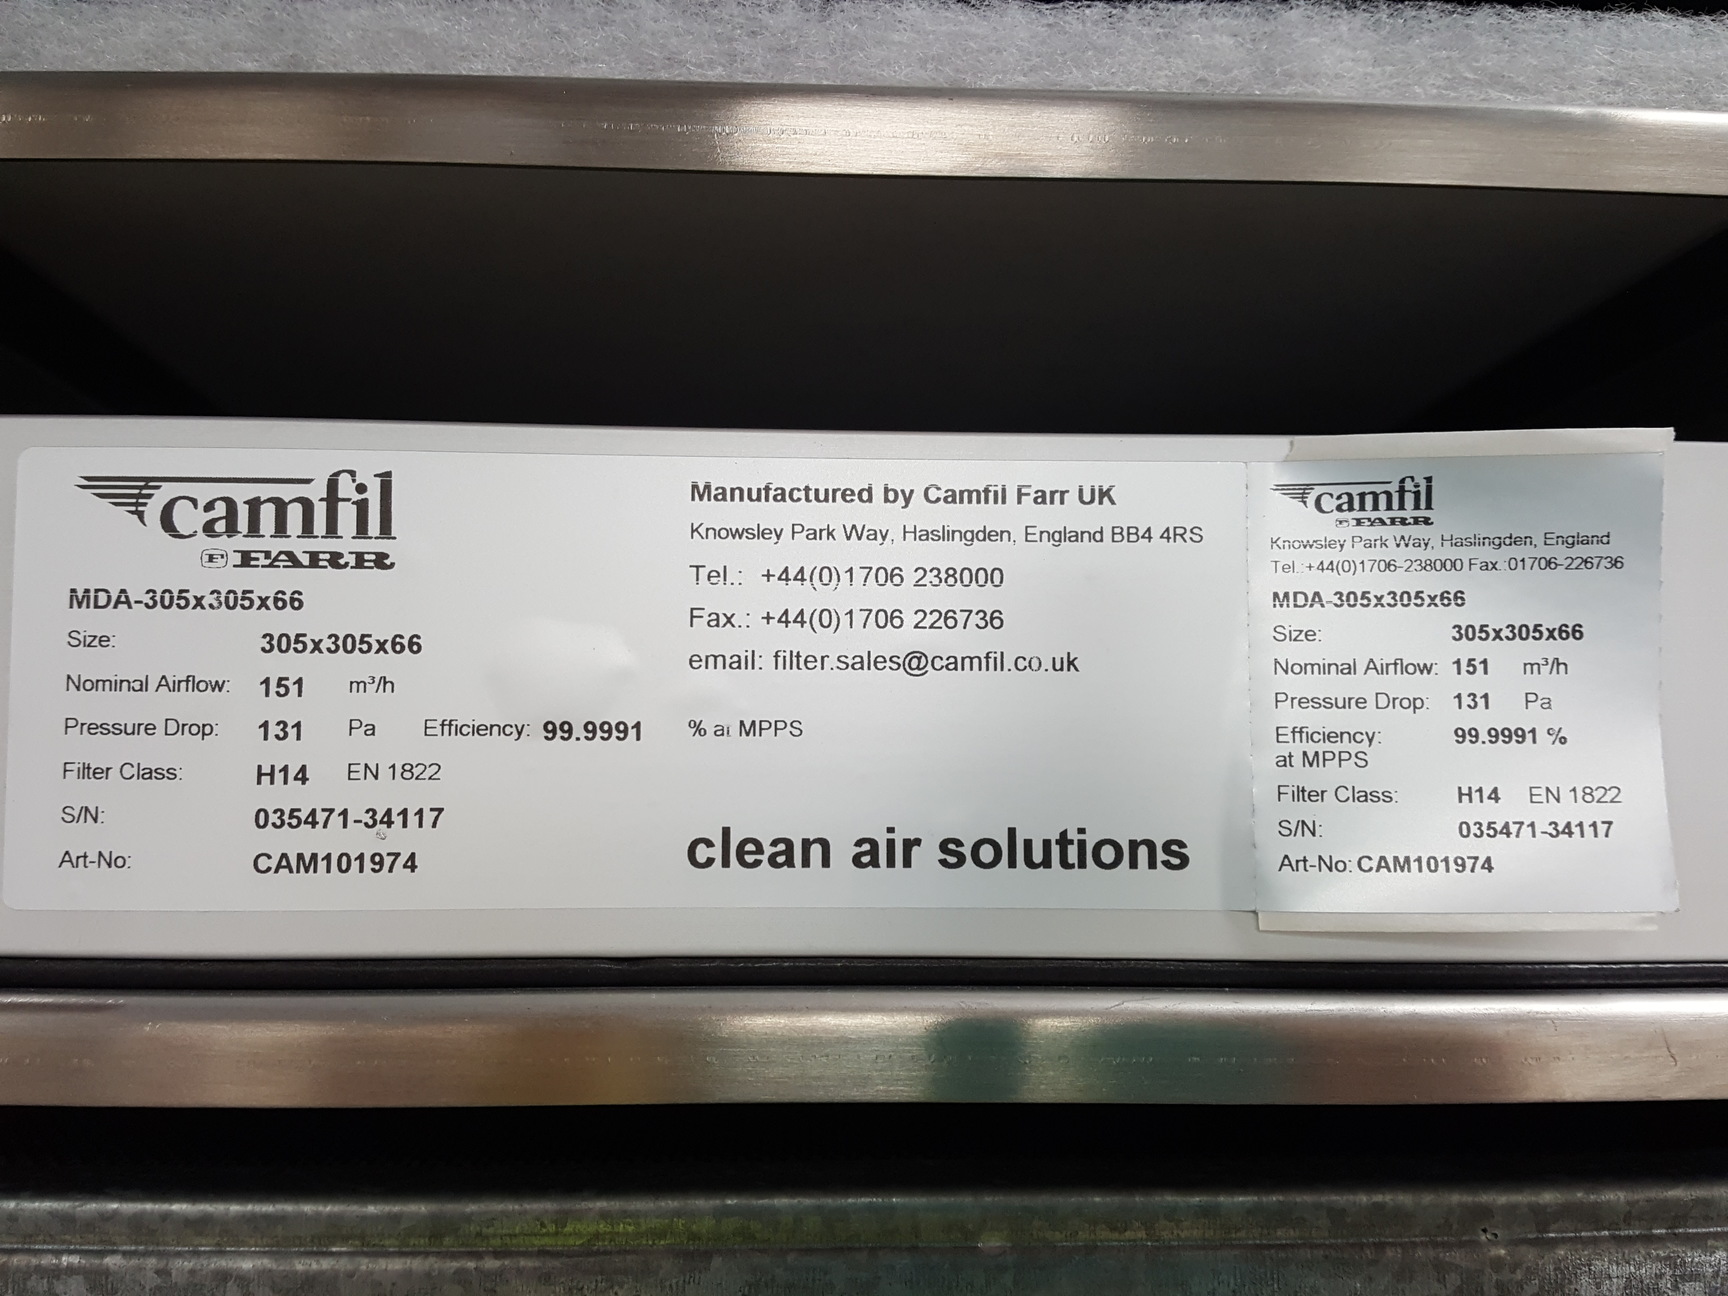 camfil
FARR
MDA-305x305x66
Size: 305x305x66
Nominal Airflow: 151 m³/h
Pressure Drop: 131 Pa Efficiency: 99.9991 % at MPPS
Filter Class: H14 EN 1822
S/N: 035471-34117
Art-No: CAM101974
Manufactured by Camfil Farr UK
Knowsley Park Way, Haslingden, England BB4 4RS
Tel.: +44(0)1706 238000
Fax.: +44(0)1706 226736
email: filter.sales@camfil.co.uk
clean air solutions
camfil
FARR
Knowsley Park Way, Haslingden, England
Tel.:+44(0)1706-238000 Fax.:01706-226736
MDA-305x305x66
Size: 305x305x66
Nominal Airflow: 151 m³/h
Pressure Drop: 131 Pa
Efficiency: 99.9991 %
at MPPS
Filter Class: H14 EN 1822
S/N: 035471-34117
Art-No: CAM101974